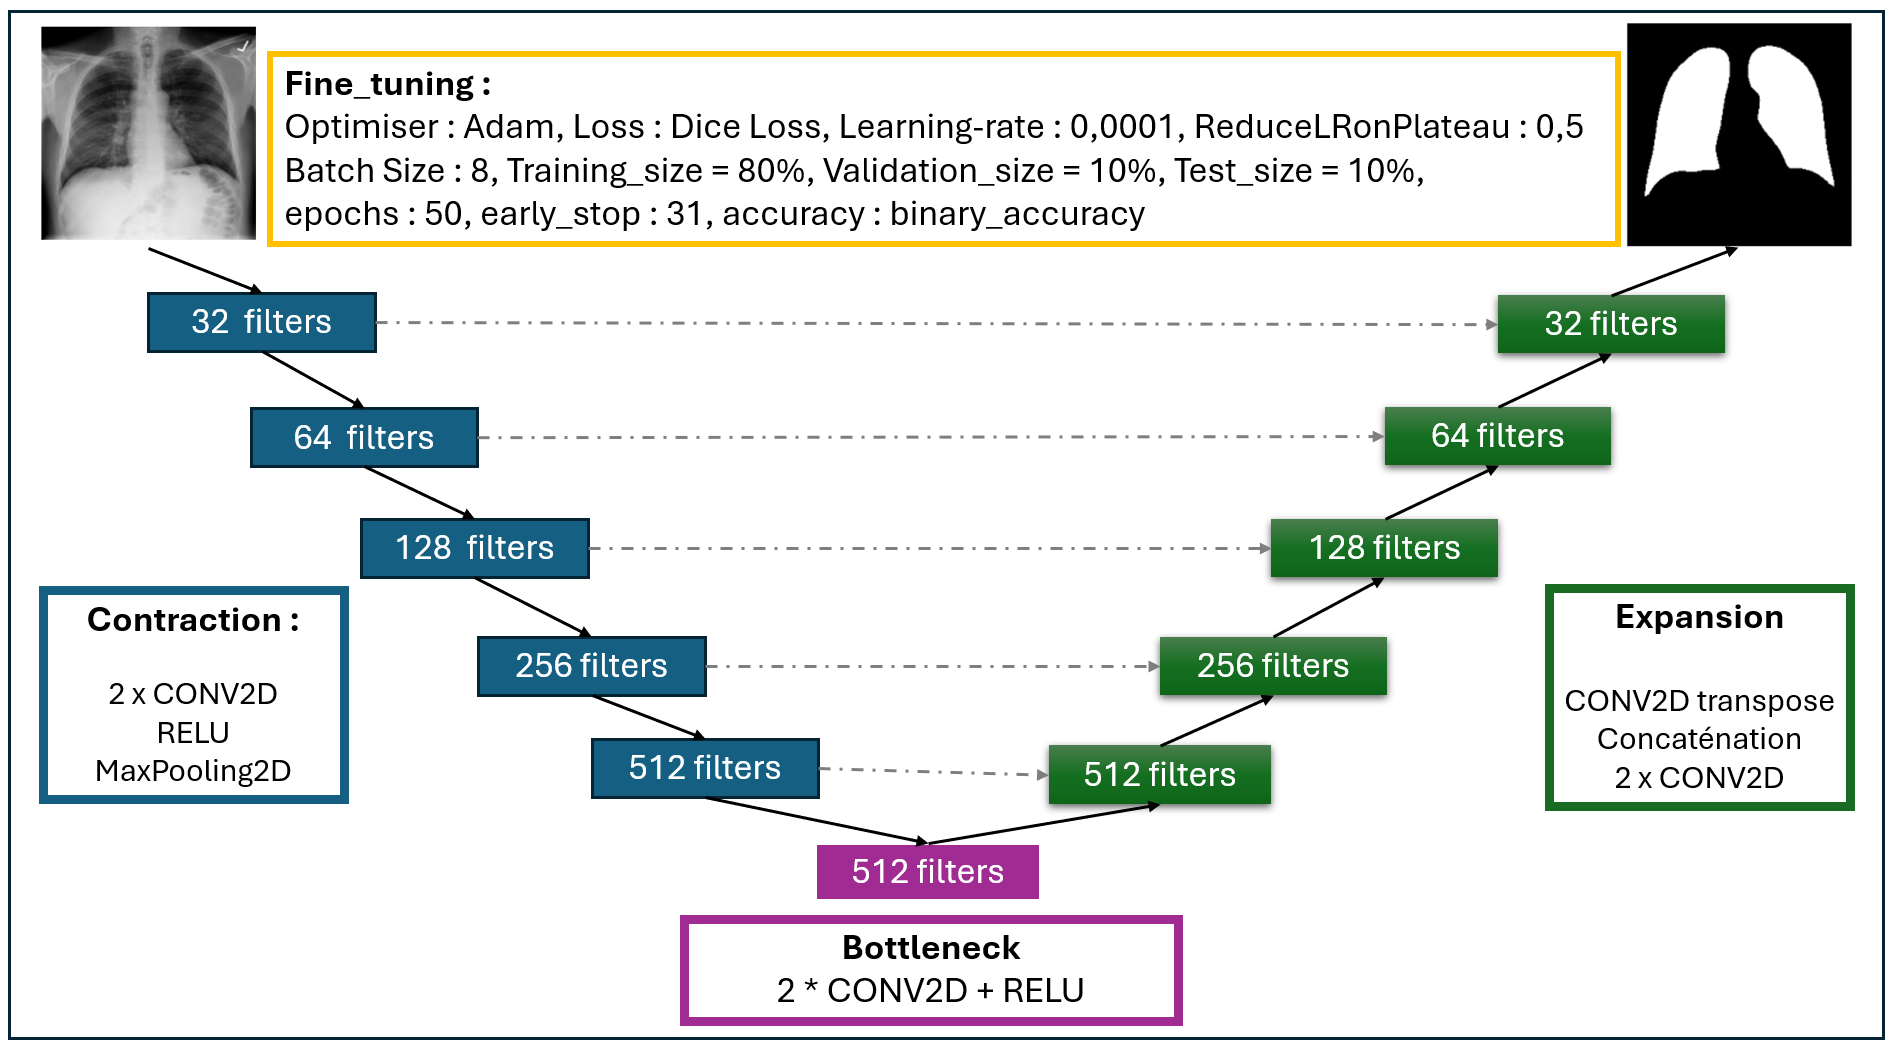 Fine_tuning :
Optimiser : Adam, Loss : Dice Loss, Learning-rate : 0,0001, ReduceLRonPlateau : 0,5
Batch Size : 8, Training_size = 80%, Validation_size = 10%, Test_size = 10%,
epochs : 50, early_stop : 31, accuracy : binary_accuracy
32 filters
32 filters
64 filters
64 filters
128 filters
128 filters
256 filters
256 filters
512 filters
512 filters
512 filters
Contraction :
2 x CONV2D
RELU
MaxPooling2D
Expansion
CONV2D transpose
Concaténation
2 x CONV2D
Bottleneck
2 * CONV2D + RELU